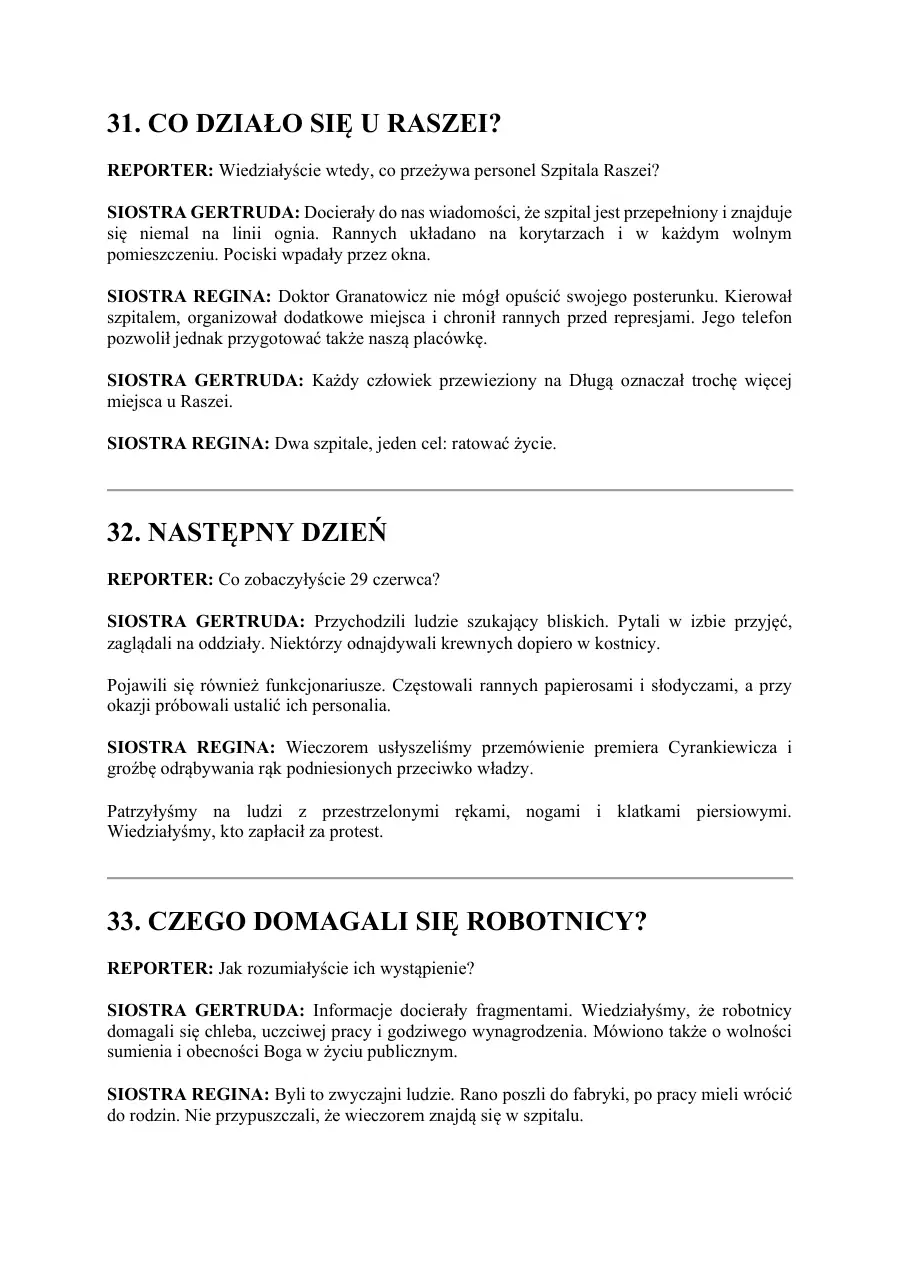 31. CO DZIAŁO SIĘ U RASZEI?
REPORTER: Wiedziałyście wtedy, co przeżywa personel Szpitala Raszei?
SIOSTRA GERTRUDA: Docierały do nas wiadomości, że szpital jest przepełniony i znajduje
się niemal na linii ognia. Rannych układano na korytarzach i w każdym wolnym
pomieszczeniu. Pociski wpadały przez okna.
SIOSTRA REGINA: Doktor Granatowicz nie mógł opuścić swojego posterunku. Kierował
szpitalem, organizował dodatkowe miejsca i chronił rannych przed represjami. Jego telefon
pozwolił jednak przygotować także naszą placówkę.
SIOSTRA GERTRUDA: Każdy człowiek przewieziony na Długą oznaczał trochę więcej
miejsca u Raszei.
SIOSTRA REGINA: Dwa szpitale, jeden cel: ratować życie.
32. NASTĘPNY DZIEŃ
REPORTER: Co zobaczyłyście 29 czerwca?
SIOSTRA GERTRUDA: Przychodzili ludzie szukający bliskich. Pytali w izbie przyjęć,
zaglądali na oddziały. Niektórzy odnajdywali krewnych dopiero w kostnicy.
Pojawili się również funkcjonariusze. Częstowali rannych papierosami i słodyczami, a przy
okazji próbowali ustalić ich personalia.
SIOSTRA REGINA: Wieczorem usłyszeliśmy przemówienie premiera Cyrankiewicza i
groźbę odrąbywania rąk podniesionych przeciwko władzy.
Patrzyłyśmy na ludzi z przestrzelonymi rękami, nogami i klatkami piersiowymi.
Wiedziałyśmy, kto zapłacił za protest.
33. CZEGO DOMAGALI SIĘ ROBOTNICY?
REPORTER: Jak rozumiałyście ich wystąpienie?
SIOSTRA GERTRUDA: Informacje docierały fragmentami. Wiedziałyśmy, że robotnicy
domagali się chleba, uczciwej pracy i godziwego wynagrodzenia. Mówiono także o wolności
sumienia i obecności Boga w życiu publicznym.
SIOSTRA REGINA: Byli to zwyczajni ludzie. Rano poszli do fabryki, po pracy mieli wrócić
do rodzin. Nie przypuszczali, że wieczorem znajdą się w szpitalu.